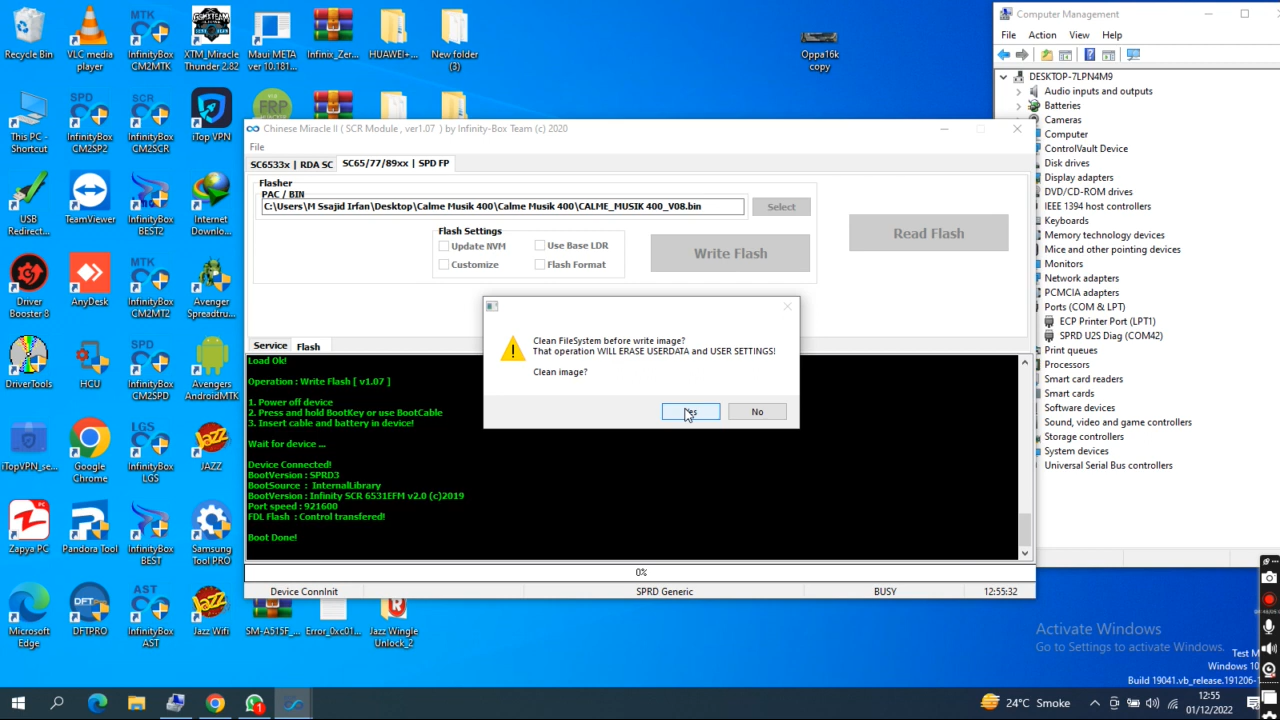 Recycle Bin
VLC media
player
InfinityBox
CM2MTK
XTM_Miracle
Thunder 2.82
Maui META
ver 10.181...
Infinix_Zer...
HUAWEI+...
New folder
(3)
Oppa16k
copy
This PC -
Shortcut
InfinityBox
CM2SP2
InfinityBox
CM2SCR
iTop VPN
USB
Redirect...
TeamViewer
InfinityBox
BEST2
Internet
Downlo...
Driver
Booster 8
AnyDesk
InfinityBox
CM2MT2
Avenger
Spreadtru...
DriverTools
HCU
InfinityBox
CM2SPD
Avengers
AndroidMTK
iTopVPN_se...
Google
Chrome
InfinityBox
LGS
JAZZ
Zapya PC
Pandora Tool
InfinityBox
BEST
Samsung
Tool PRO
Microsoft
Edge
DFTPRO
InfinityBox
AST
Jazz Wifi
SM-A515F_...
Error_0xc01...
Jazz Wingle
Unlock_2
MTK
SPD
SCR
FRP
MTK
MTK
SPD
LGS
AST
DFT
PRO
Chinese Miracle II ( SCR Module , ver1.07 ) by Infinity-Box Team (c) 2020
File
SC6533x | RDA SC
SC65/77/89xx | SPD FP
Flasher
PAC / BIN
C:\Users\M Ssajid Irfan\Desktop\Calme Musik 400\Calme Musik 400\CALME_MUSIK 400_V08.bin
Select
Flash Settings
Update NVM
Use Base LDR
Customize
Flash Format
Write Flash
Read Flash
Clean FileSystem before write image?
That operation WILL ERASE USERDATA and USER SETTINGS!
Clean image?
Yes
No
Service
Flash
Load Ok!
Operation : Write Flash [ v1.07 ]
1. Power off device
2. Press and hold BootKey or use BootCable
3. Insert cable and battery in device!
Wait for device ...
Device Connected!
BootVersion : SPRD3
BootSource : InternalLibrary
BootVersion : Infinity SCR 6531EFM v2.0 (c)2019
Port speed : 921600
FDL Flash : Control transfered!
Boot Done!
0%
Device ConnInit
SPRD Generic
BUSY
12:55:32
Computer Management
File Action View Help
DESKTOP-7LPN4M9
Audio inputs and outputs
Batteries
Cameras
Computer
ControlVault Device
Disk drives
Display adapters
DVD/CD-ROM drives
IEEE 1394 host controllers
Keyboards
Memory technology devices
Mice and other pointing devices
Monitors
Network adapters
PCMCIA adapters
Ports (COM & LPT)
ECP Printer Port (LPT1)
SPRD U2S Diag (COM42)
Print queues
Processors
Smart card readers
Smart cards
Software devices
Sound, video and game controllers
Storage controllers
System devices
Universal Serial Bus controllers
Activate Windows
Go to Settings to activate Windows.
Test M
Windows 10
Build 19041.vb_release.191206-
24°C Smoke
12:55
01/12/2022